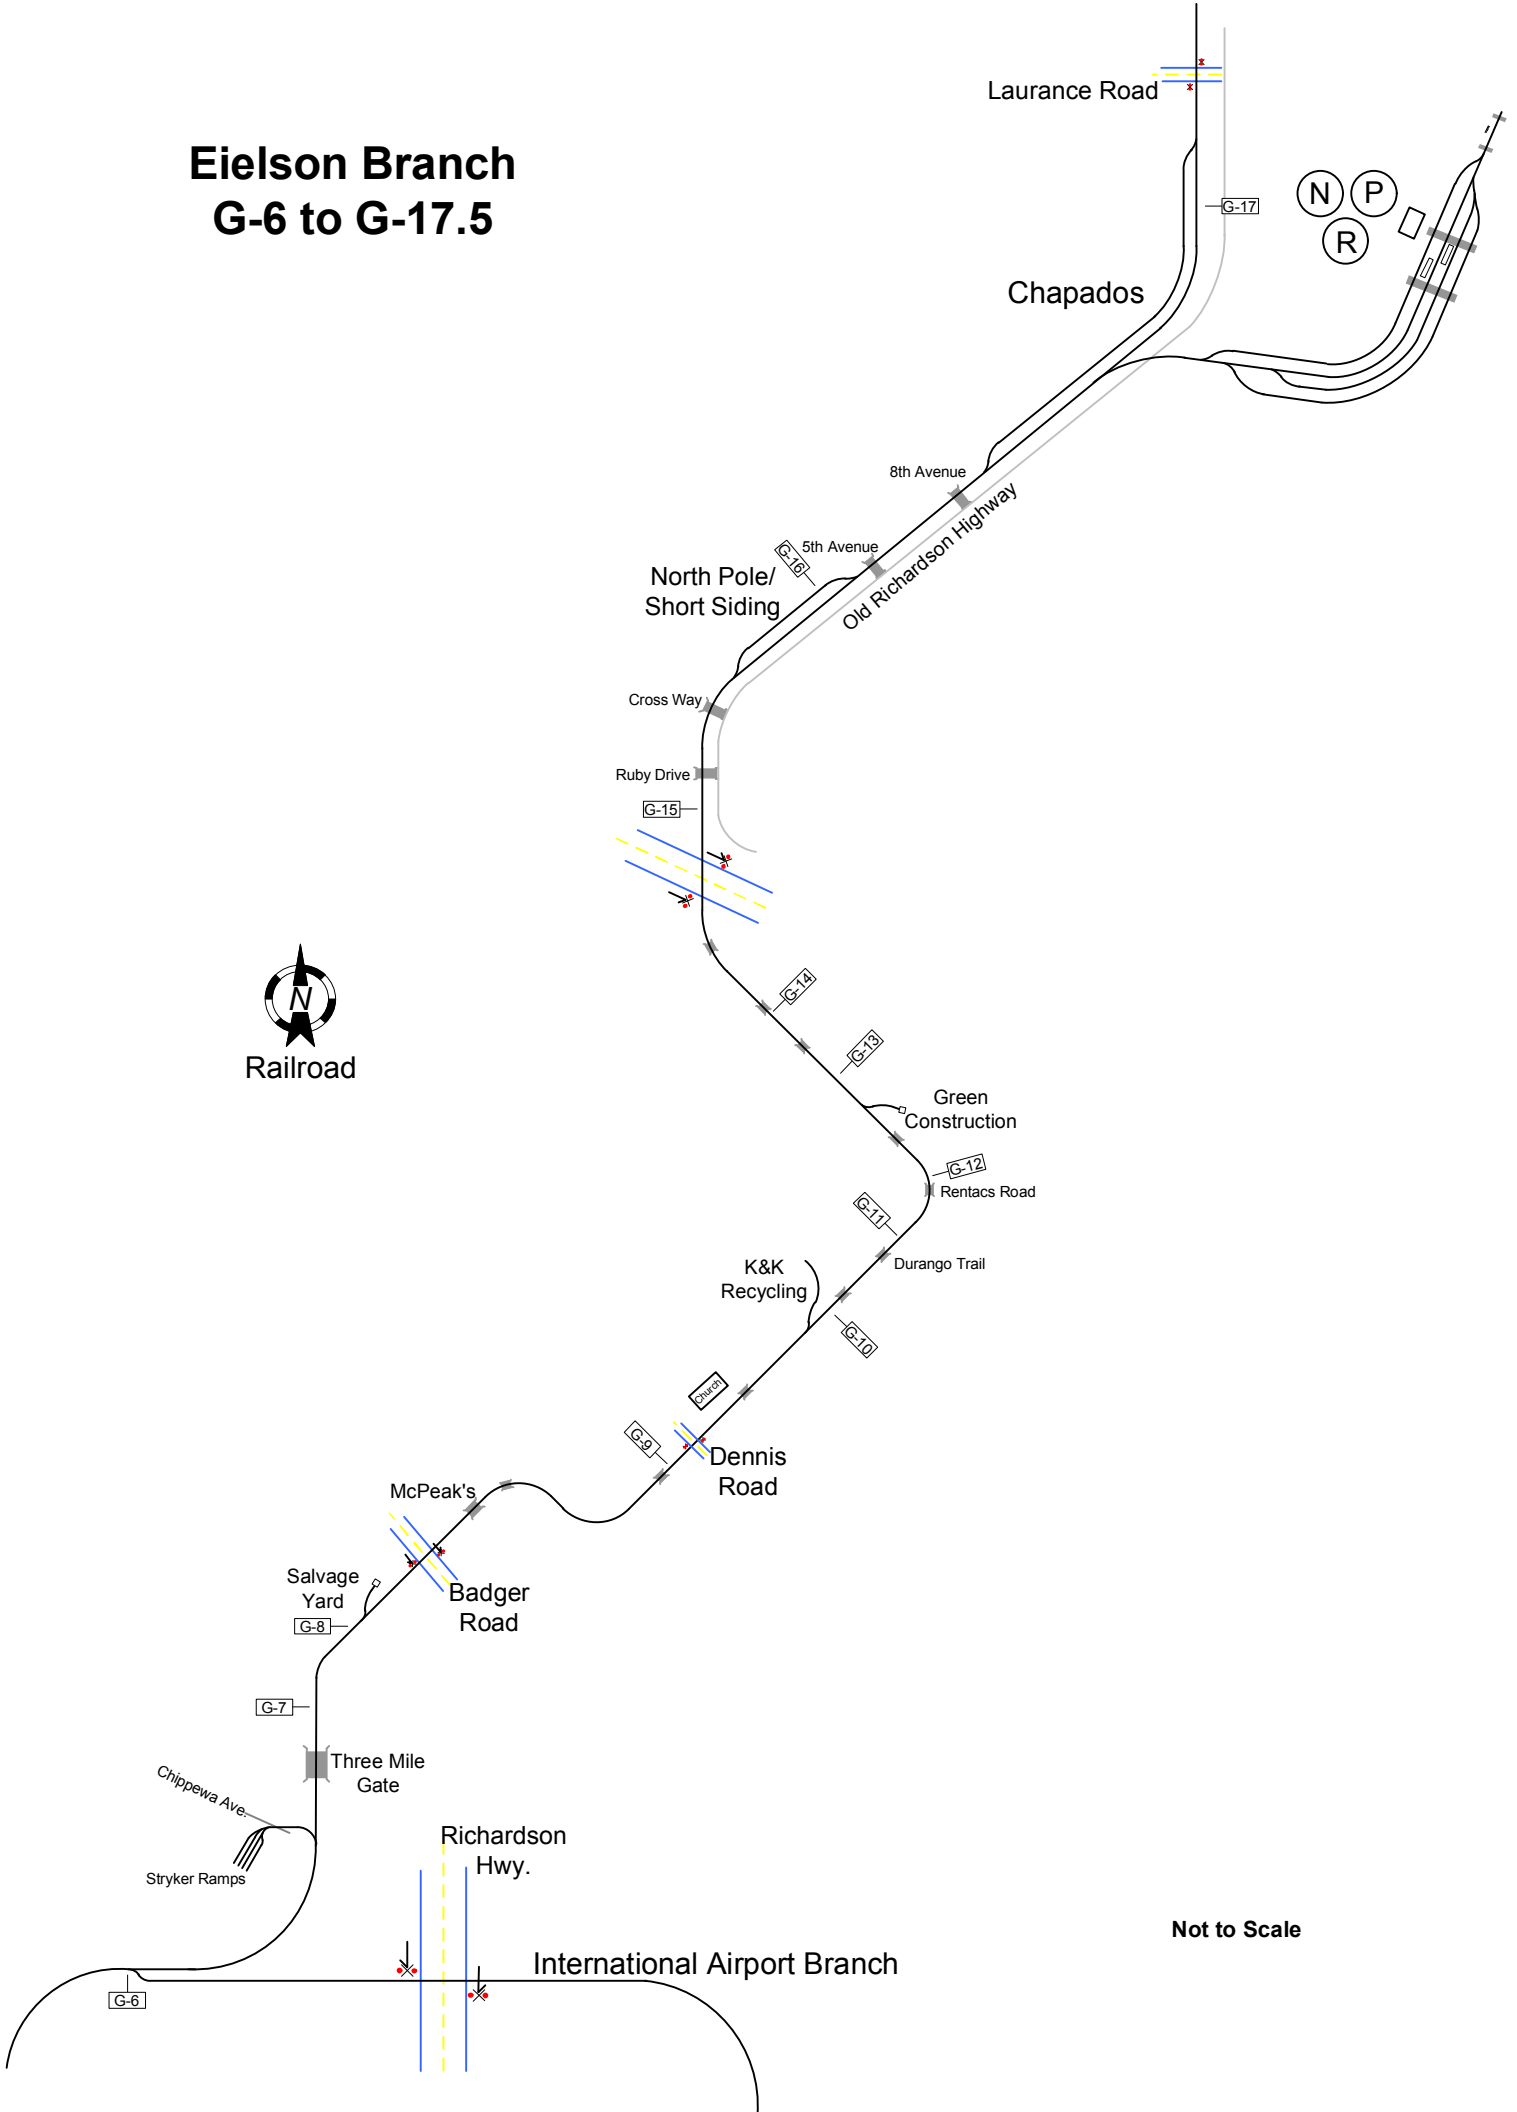 Eielson Branch
G-6 to G-17.5
Laurance Road
G-17
N
P
R
Chapados
8th Avenue
Old Richardson Highway
5th Avenue
G-16
North Pole/
Short Siding
Cross Way
Ruby Drive
G-15
N
Railroad
G-14
G-13
Green
Construction
G-12
Rentacs Road
G-11
Durango Trail
K&K
Recycling
G-10
Church
G-9
Dennis
Road
McPeak's
Badger
Road
Salvage
Yard
G-8
G-7
Three Mile
Gate
Chippewa Ave.
Stryker Ramps
Richardson
Hwy.
Not to Scale
International Airport Branch
G-6